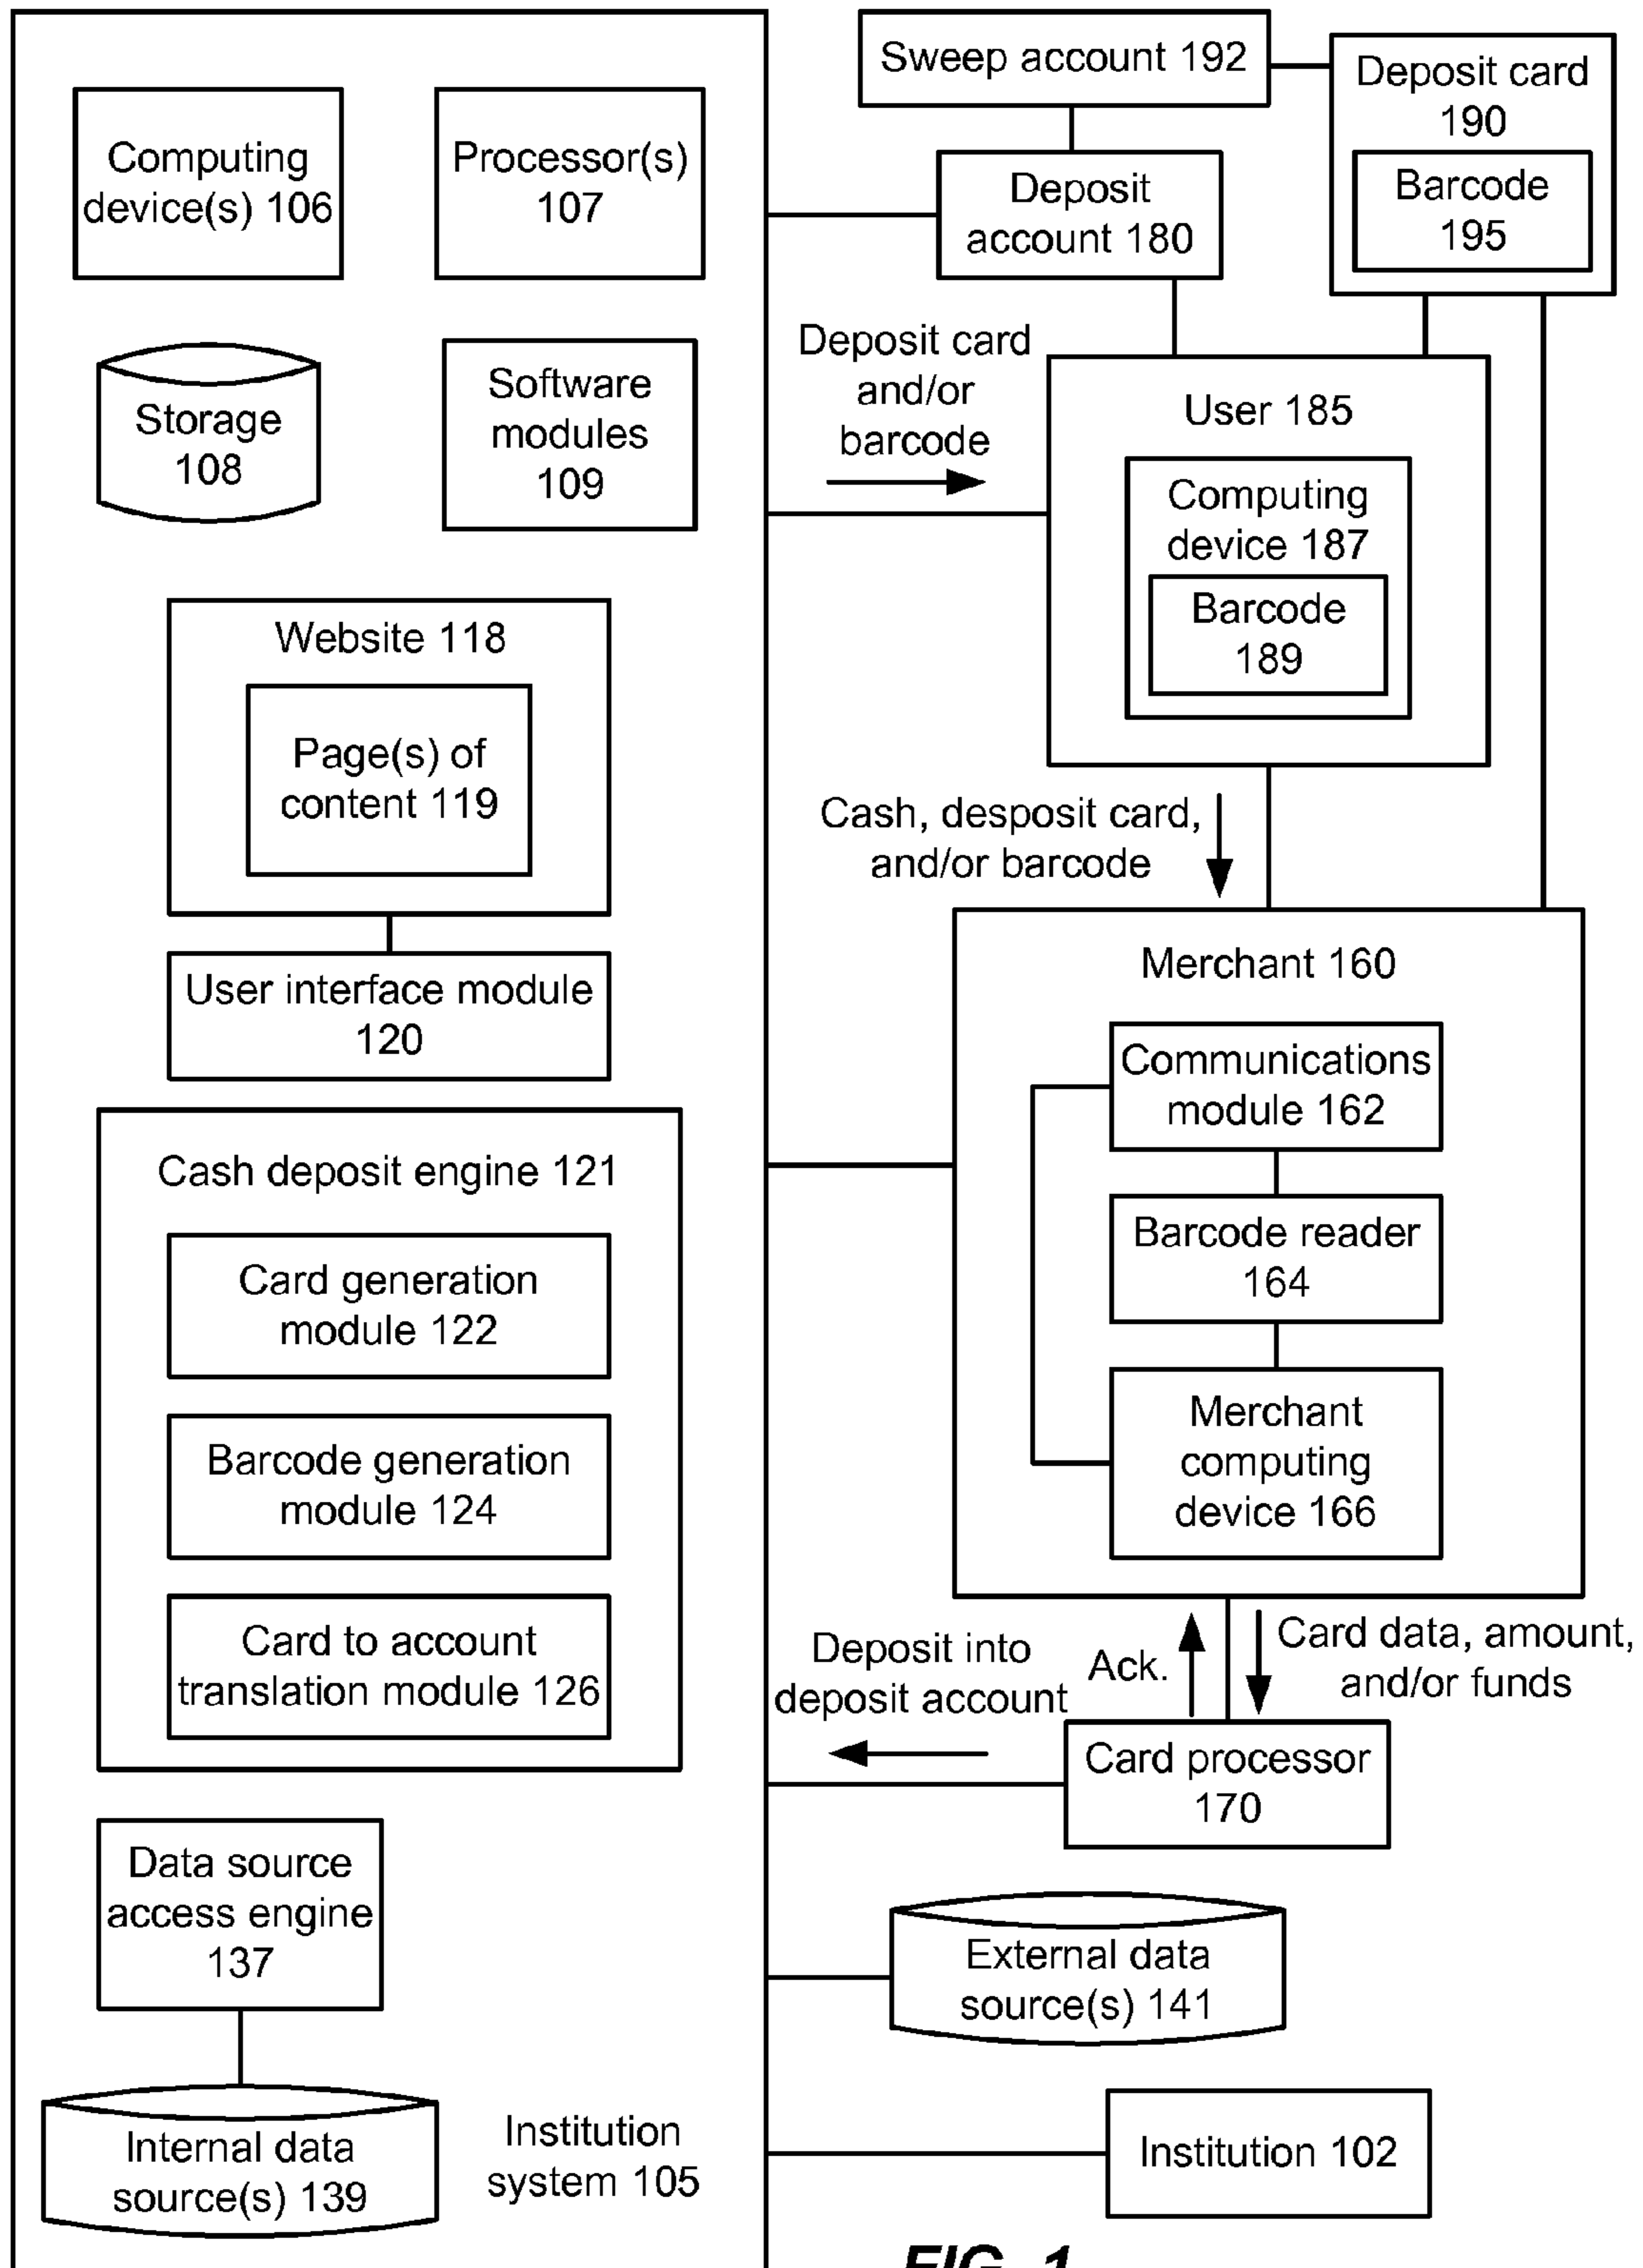 Computing
device(s) 106
Processor(s)
107
Storage
108
Software
modules
109
Website 118
Page(s) of
content 119
User interface module
120
Cash deposit engine 121
Card generation
module 122
Barcode generation
module 124
Card to account
translation module 126
Data source
access engine
137
Internal data
source(s) 139
Institution
system 105
Sweep account 192
Deposit card
190
Barcode
195
Deposit
account 180
Deposit card
and/or
barcode
User 185
Computing
device 187
Barcode
189
Cash, desposit card,
and/or barcode
Merchant 160
Communications
module 162
Barcode reader
164
Merchant
computing
device 166
Deposit into
deposit account
Ack.
Card data, amount,
and/or funds
Card processor
170
External data
source(s) 141
Institution 102
FIG. 1